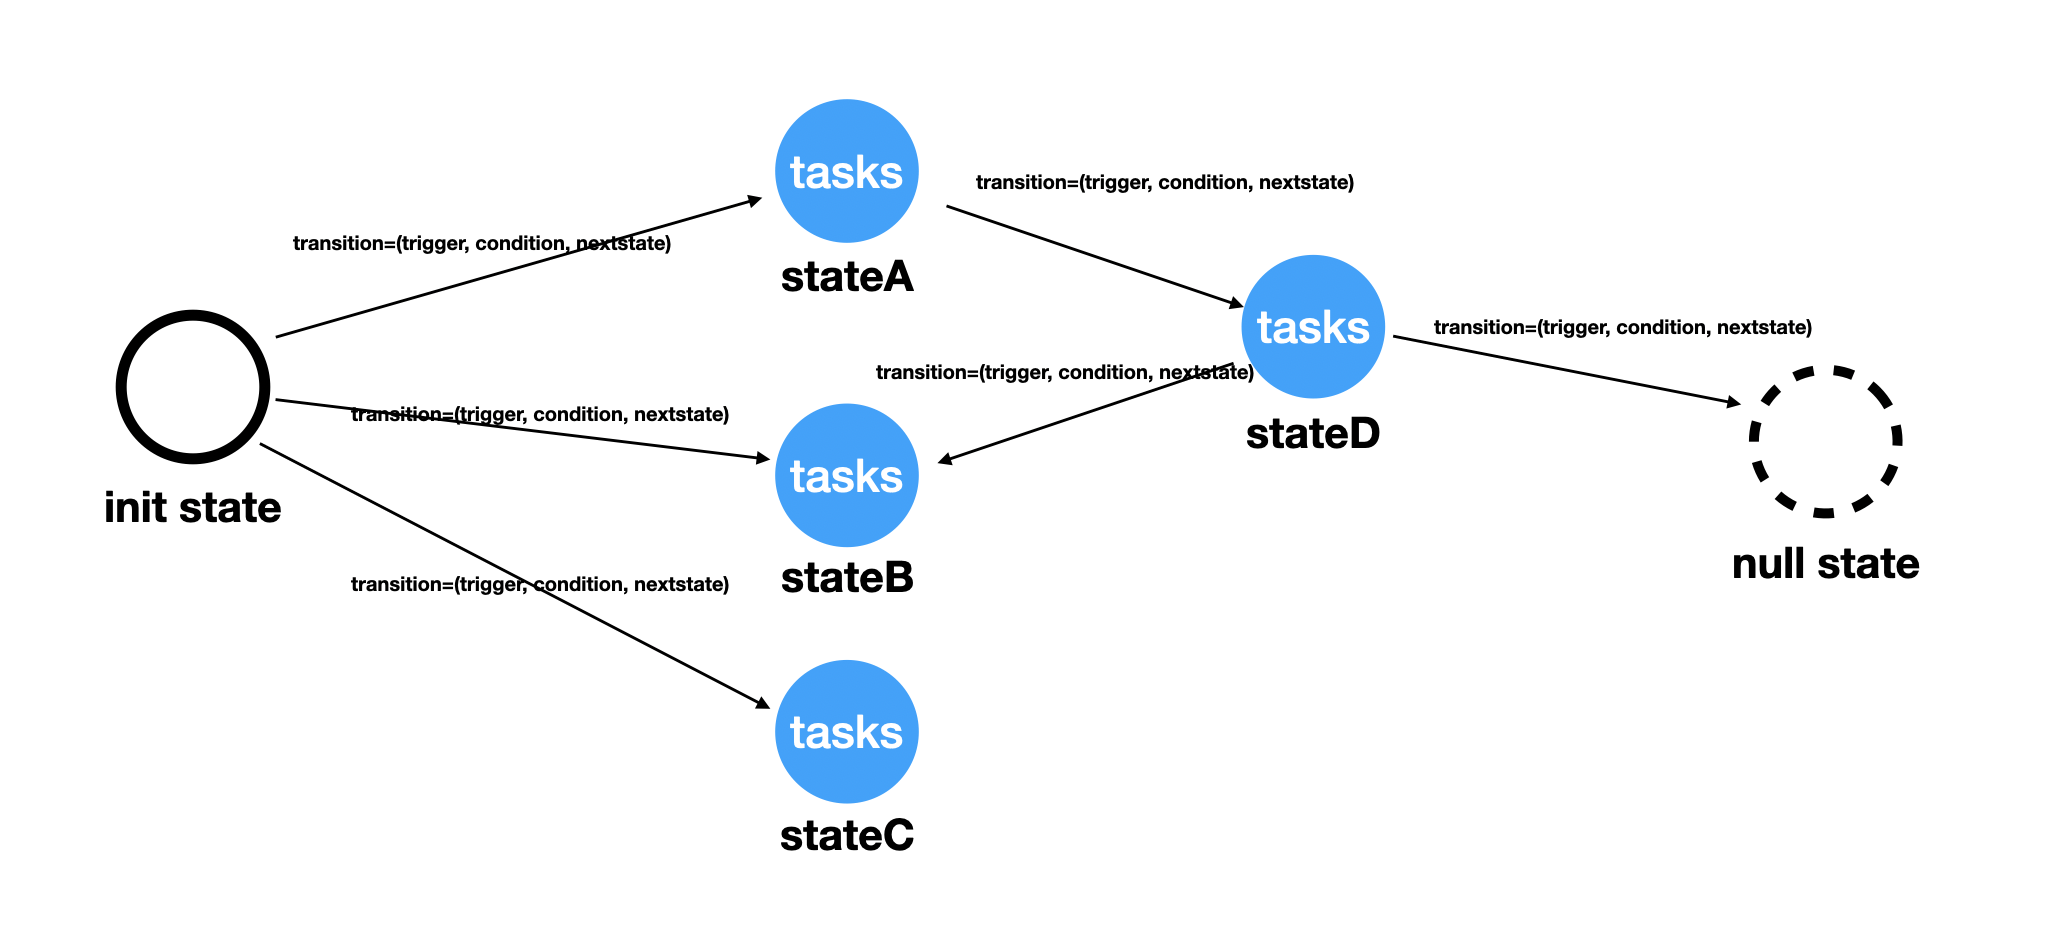 tasks
transition=(trigger, condition, nextstate)
stateA
transition=(trigger, condition, nextstate)
tasks
transition=(trigger, condition, nextstate)
stateD
transition=(trigger, condition, nextstate)
transition=(trigger, condition, nextstate)
tasks
init state
stateB
null state
transition=(trigger, condition, nextstate)
tasks
stateC